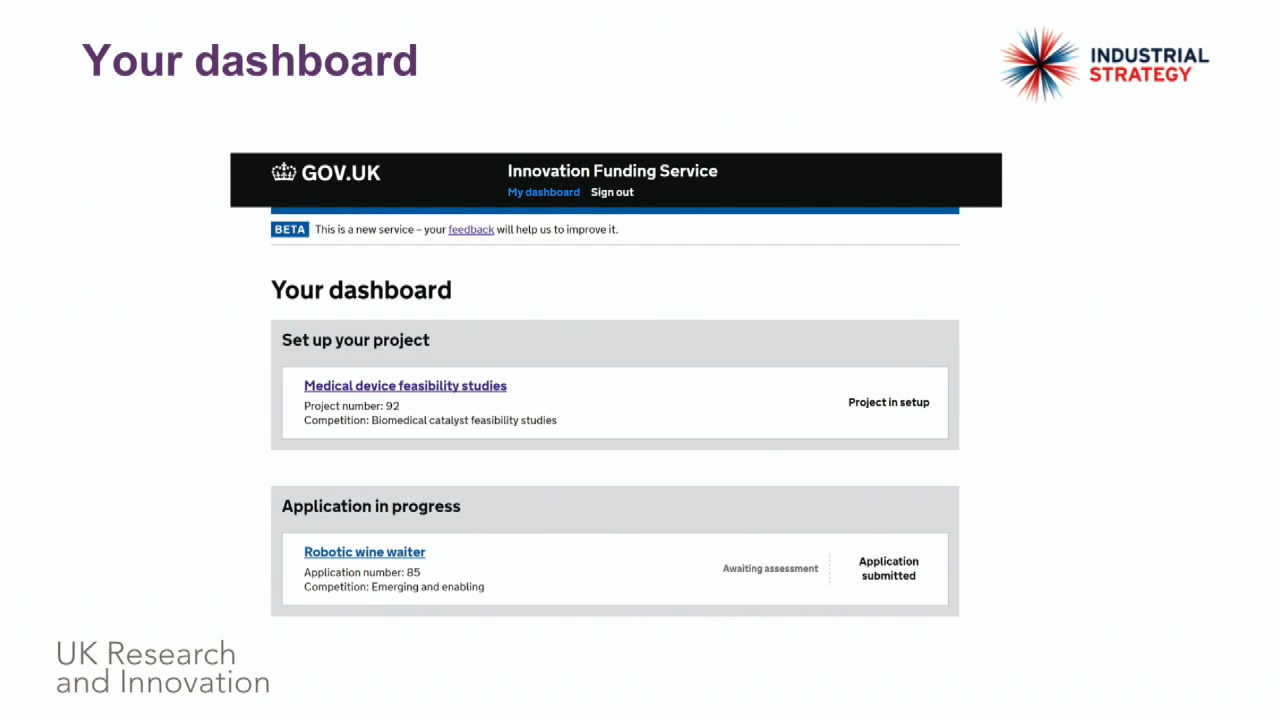 Your dashboard
INDUSTRIAL
STRATEGY
GOV.UK
Innovation Funding Service
My dashboard Sign out
BETA This is a new service – your feedback will help us to improve it.
Your dashboard
Set up your project
Medical device feasibility studies
Project number: 92
Competition: Biomedical catalyst feasibility studies
Project in setup
Application in progress
Robotic wine waiter
Application number: 85
Competition: Emerging and enabling
Awaiting assessment
Application
submitted
UK Research
and Innovation